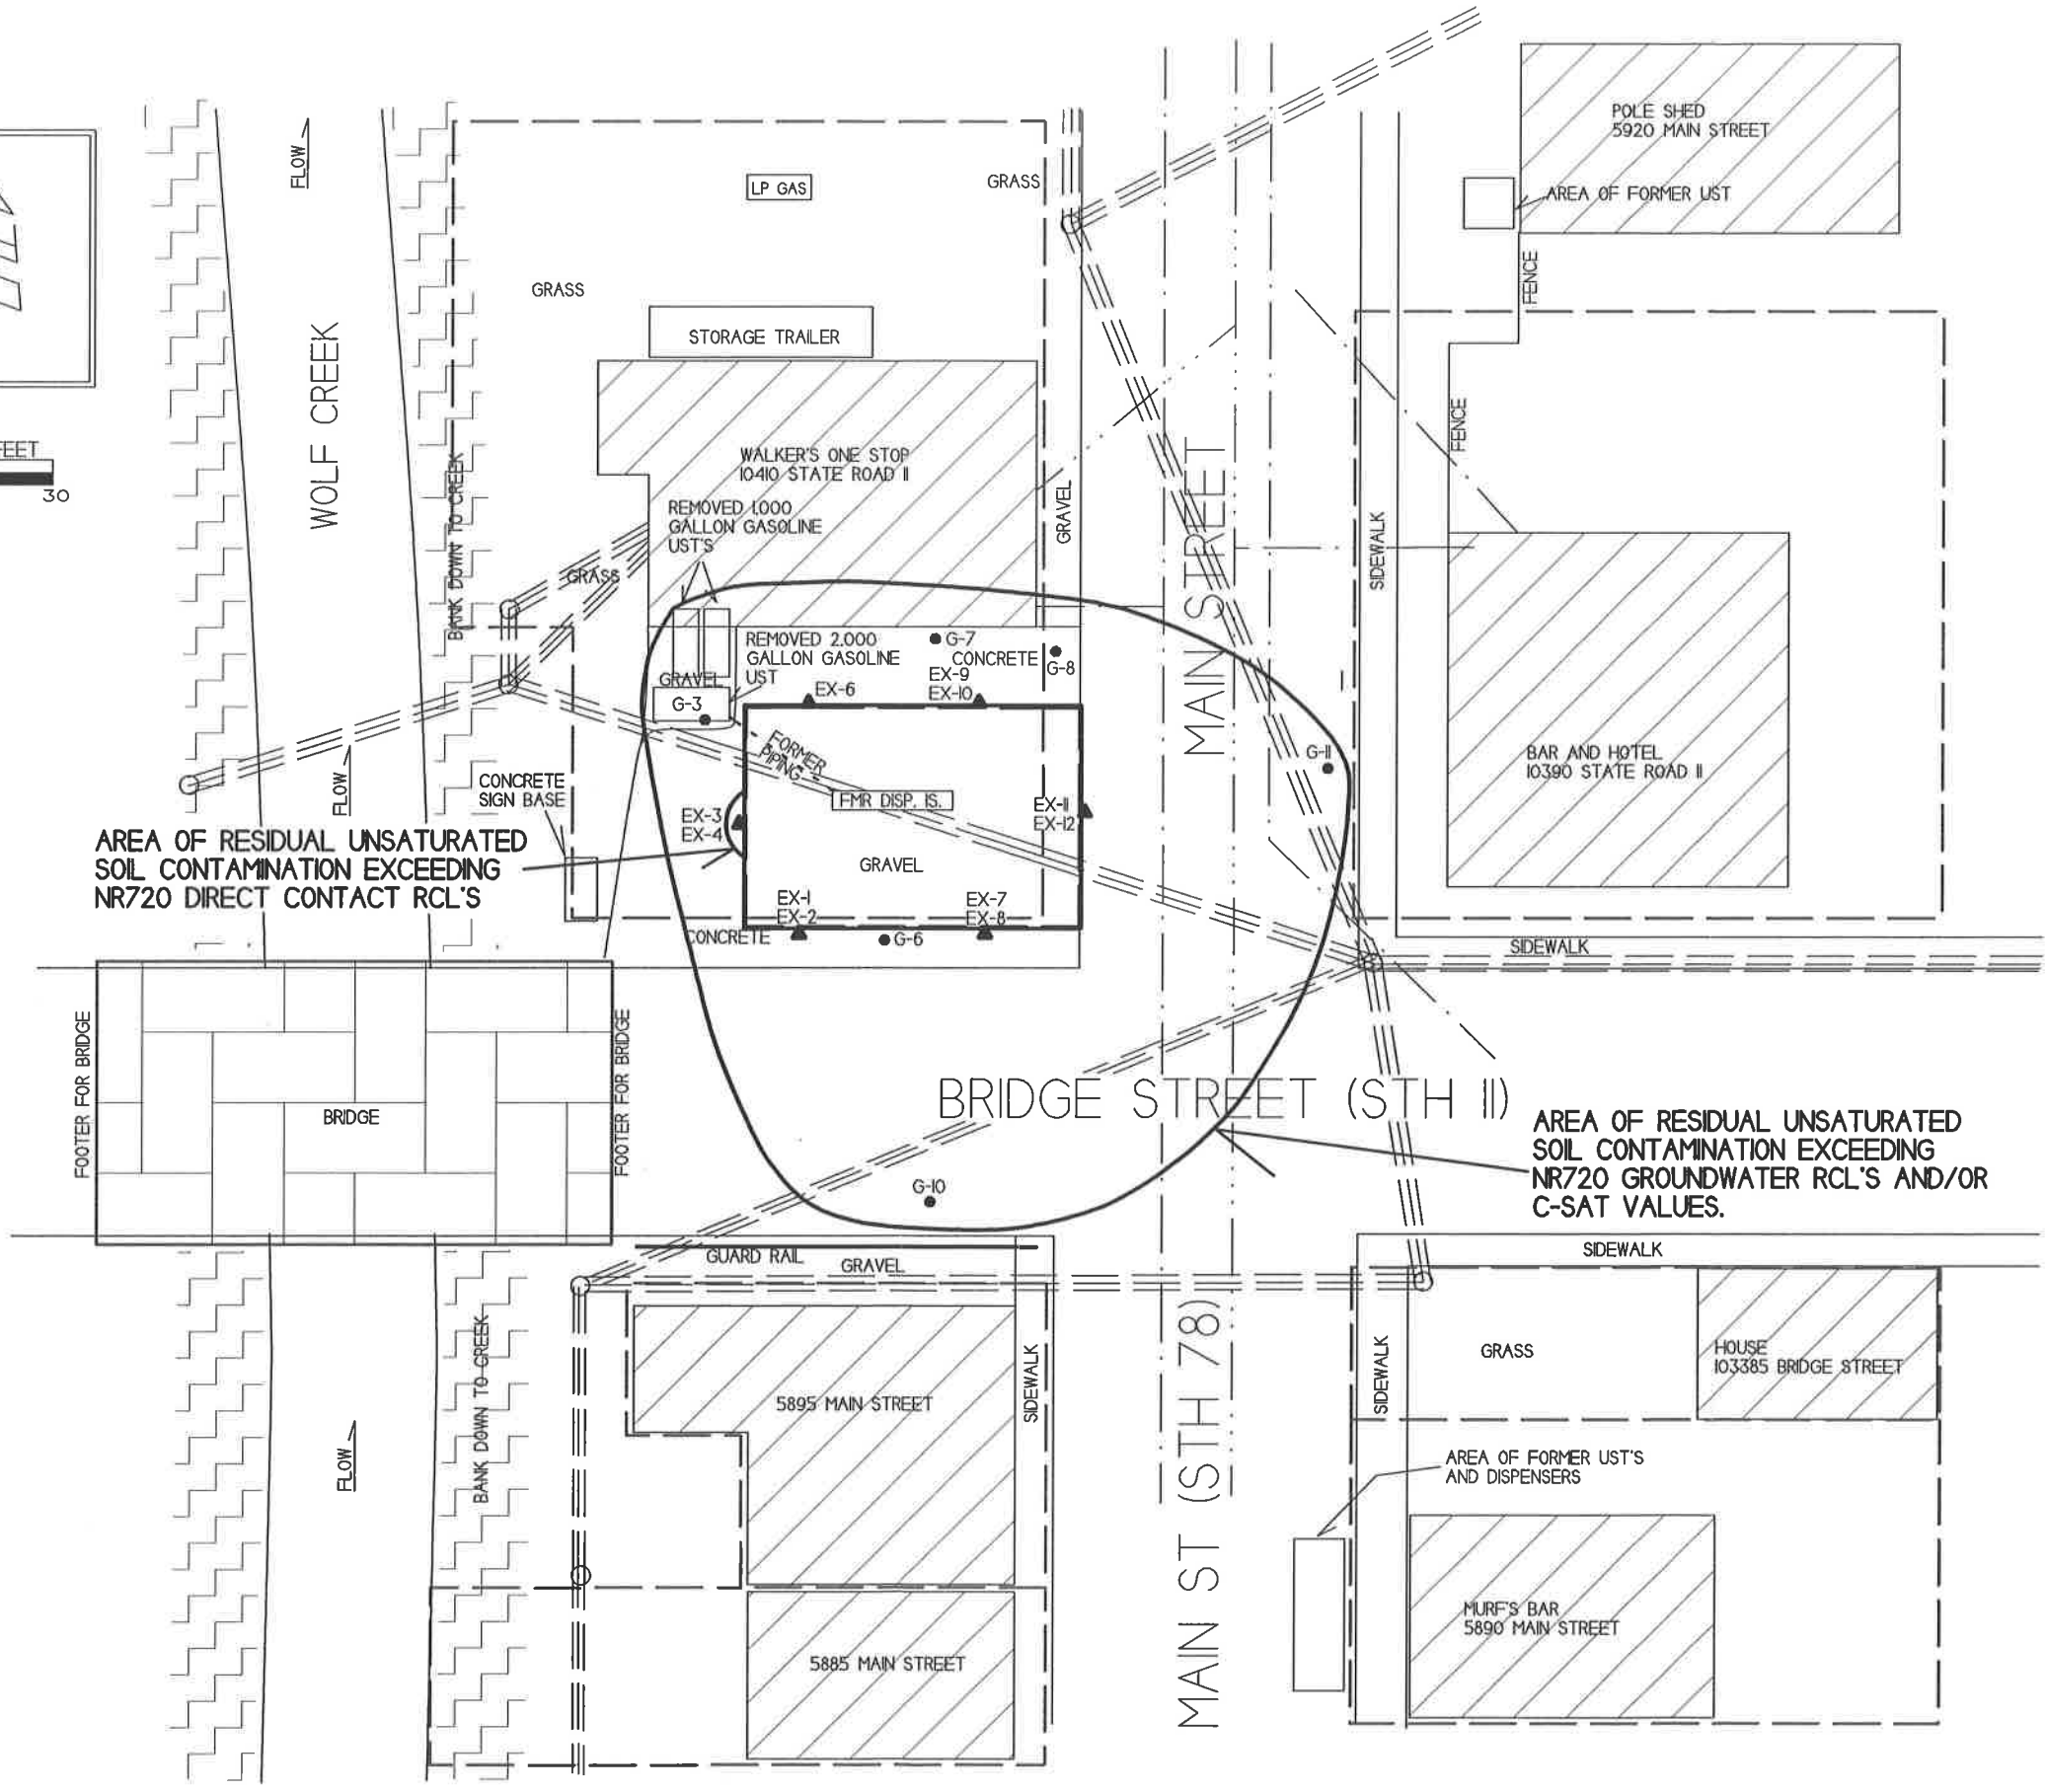 POLE SHED
5920 MAIN STREET
AREA OF FORMER UST
FENCE
FLOW
LP GAS
GRASS
GRASS
STORAGE TRAILER
WOLF CREEK
FEET
30
BANK DOWN TO CREEK
WALKER'S ONE STOP
10410 STATE ROAD 11
REMOVED 1,000
GALLON GASOLINE
UST'S
GRAVEL
MAIN STREET
SIDEWALK
FENCE
GRASS
REMOVED 2,000
GALLON GASOLINE
UST
G-7
CONCRETE
G-8
GRAVEL
G-3
EX-6
EX-9
EX-10
FORMER
PIPING
FMR DISP. IS.
G-11
BAR AND HOTEL
10390 STATE ROAD 11
FLOW
CONCRETE
SIGN BASE
EX-3
EX-4
EX-11
EX-12
AREA OF RESIDUAL UNSATURATED
SOIL CONTAMINATION EXCEEDING
NR720 DIRECT CONTACT RCL'S
GRAVEL
EX-1
EX-2
EX-7
EX-8
CONCRETE
G-6
SIDEWALK
FOOTER FOR BRIDGE
BRIDGE
FOOTER FOR BRIDGE
BRIDGE STREET (STH 11)
AREA OF RESIDUAL UNSATURATED
SOIL CONTAMINATION EXCEEDING
NR720 GROUNDWATER RCL'S AND/OR
C-SAT VALUES.
G-10
GUARD RAIL
GRAVEL
SIDEWALK
BANK DOWN TO CREEK
FLOW
5895 MAIN STREET
SIDEWALK
MAIN ST (STH 78)
SIDEWALK
GRASS
HOUSE
103385 BRIDGE STREET
AREA OF FORMER UST'S
AND DISPENSERS
MURF'S BAR
5890 MAIN STREET
5885 MAIN STREET